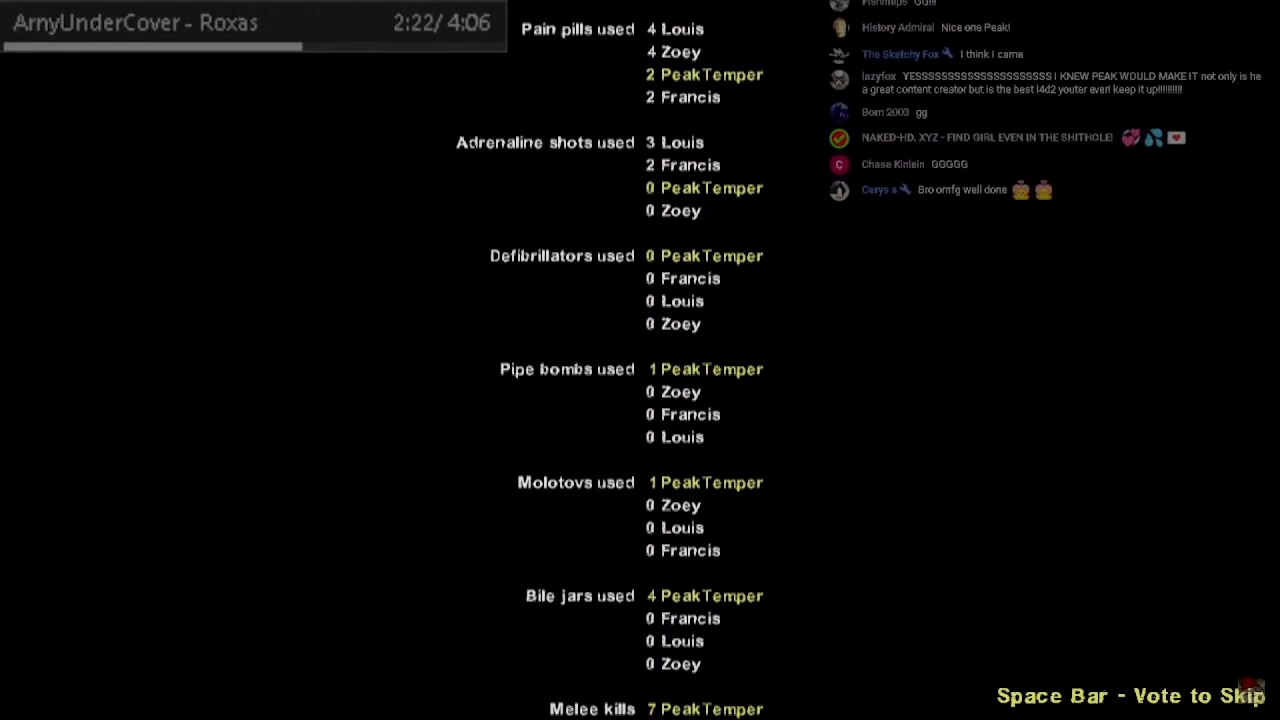 ArnyUnderCover - Roxas 2:22/ 4:06
Pain pills used 4 Louis
4 Zoey
2 PeakTemper
2 Francis
Adrenaline shots used 3 Louis
2 Francis
0 PeakTemper
0 Zoey
Defibrillators used 0 PeakTemper
0 Francis
0 Louis
0 Zoey
Pipe bombs used 1 PeakTemper
0 Zoey
0 Francis
0 Louis
Molotovs used 1 PeakTemper
0 Zoey
0 Louis
0 Francis
Bile jars used 4 PeakTemper
0 Francis
0 Louis
0 Zoey
Melee kills 7 PeakTemper
GG!!!
History Admiral Nice one Peak!
The Sketchy Fox I think I came
lazyfox YESSSSSSSSSSSSSSSSSSSSS I KNEW PEAK WOULD MAKE IT not only is he
a great content creator but is the best l4d2 youter ever! keep it up!!!!!!!!!!
Born 2003 gg
NAKED-HD. XYZ - FIND GIRL EVEN IN THE SHITHOLE!
C Chase Kinlein GGGGG
Cerys a Bro omfg well done
Space Bar - Vote to Skip